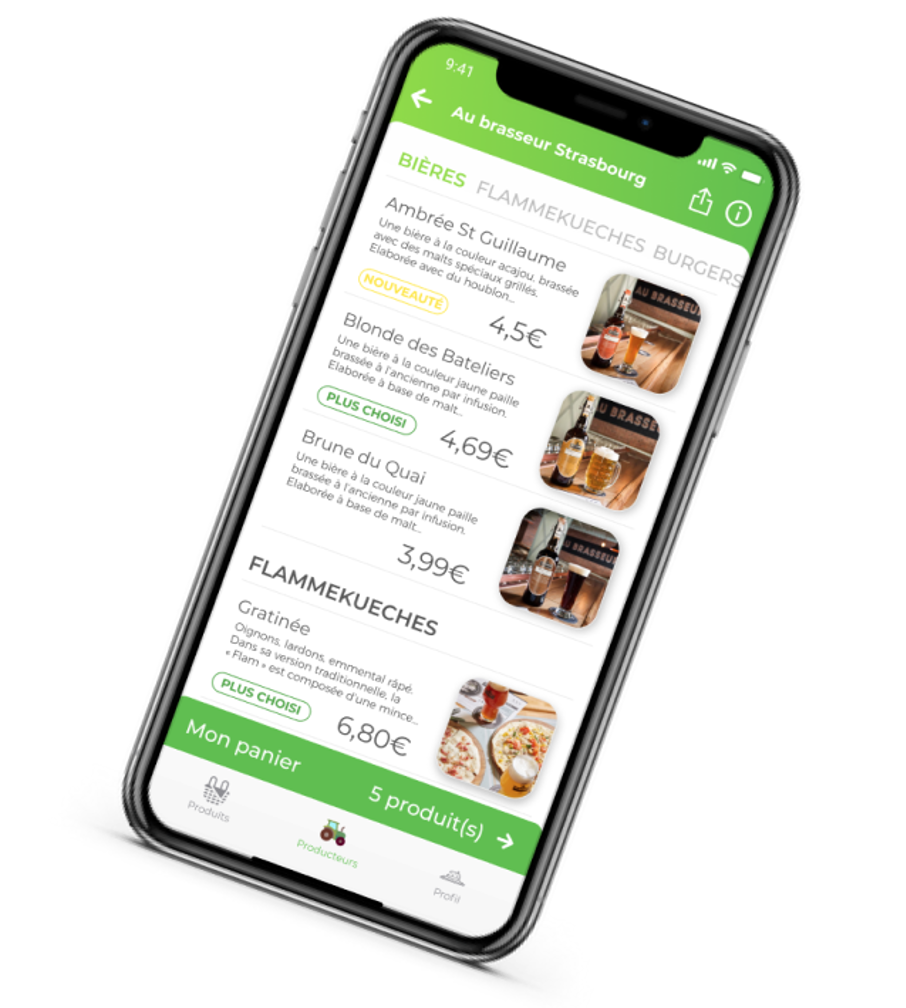 9:41
Au brasseur Strasbourg
BIÈRES FLAMMEKUECHES BURGERS
Ambrée St Guillaume
Une bière à la couleur acajou, brassée
avec des malts spéciaux grillés.
Elaborée avec du houblon...
NOUVEAUTÉ
4,5€
AU BRASSEU
Blonde des Bateliers
Une bière à la couleur jaune paille
brassée à l'ancienne par infusion.
Elaborée à base de malt...
PLUS CHOISI
4,69€
AU BRASSE
Brune du Quai
Une bière à la couleur jaune paille
brassée à l'ancienne par infusion.
Elaborée à base de malt...
3,99€
AU BRASSEU
FLAMMEKUECHES
Gratinée
Oignons, lardons, emmental râpé.
Dans sa version traditionnelle, la
« Flam » est composée d'une mince...
PLUS CHOISI
6,80€
Mon panier
5 produit(s)
Produits
Producteurs
Profil